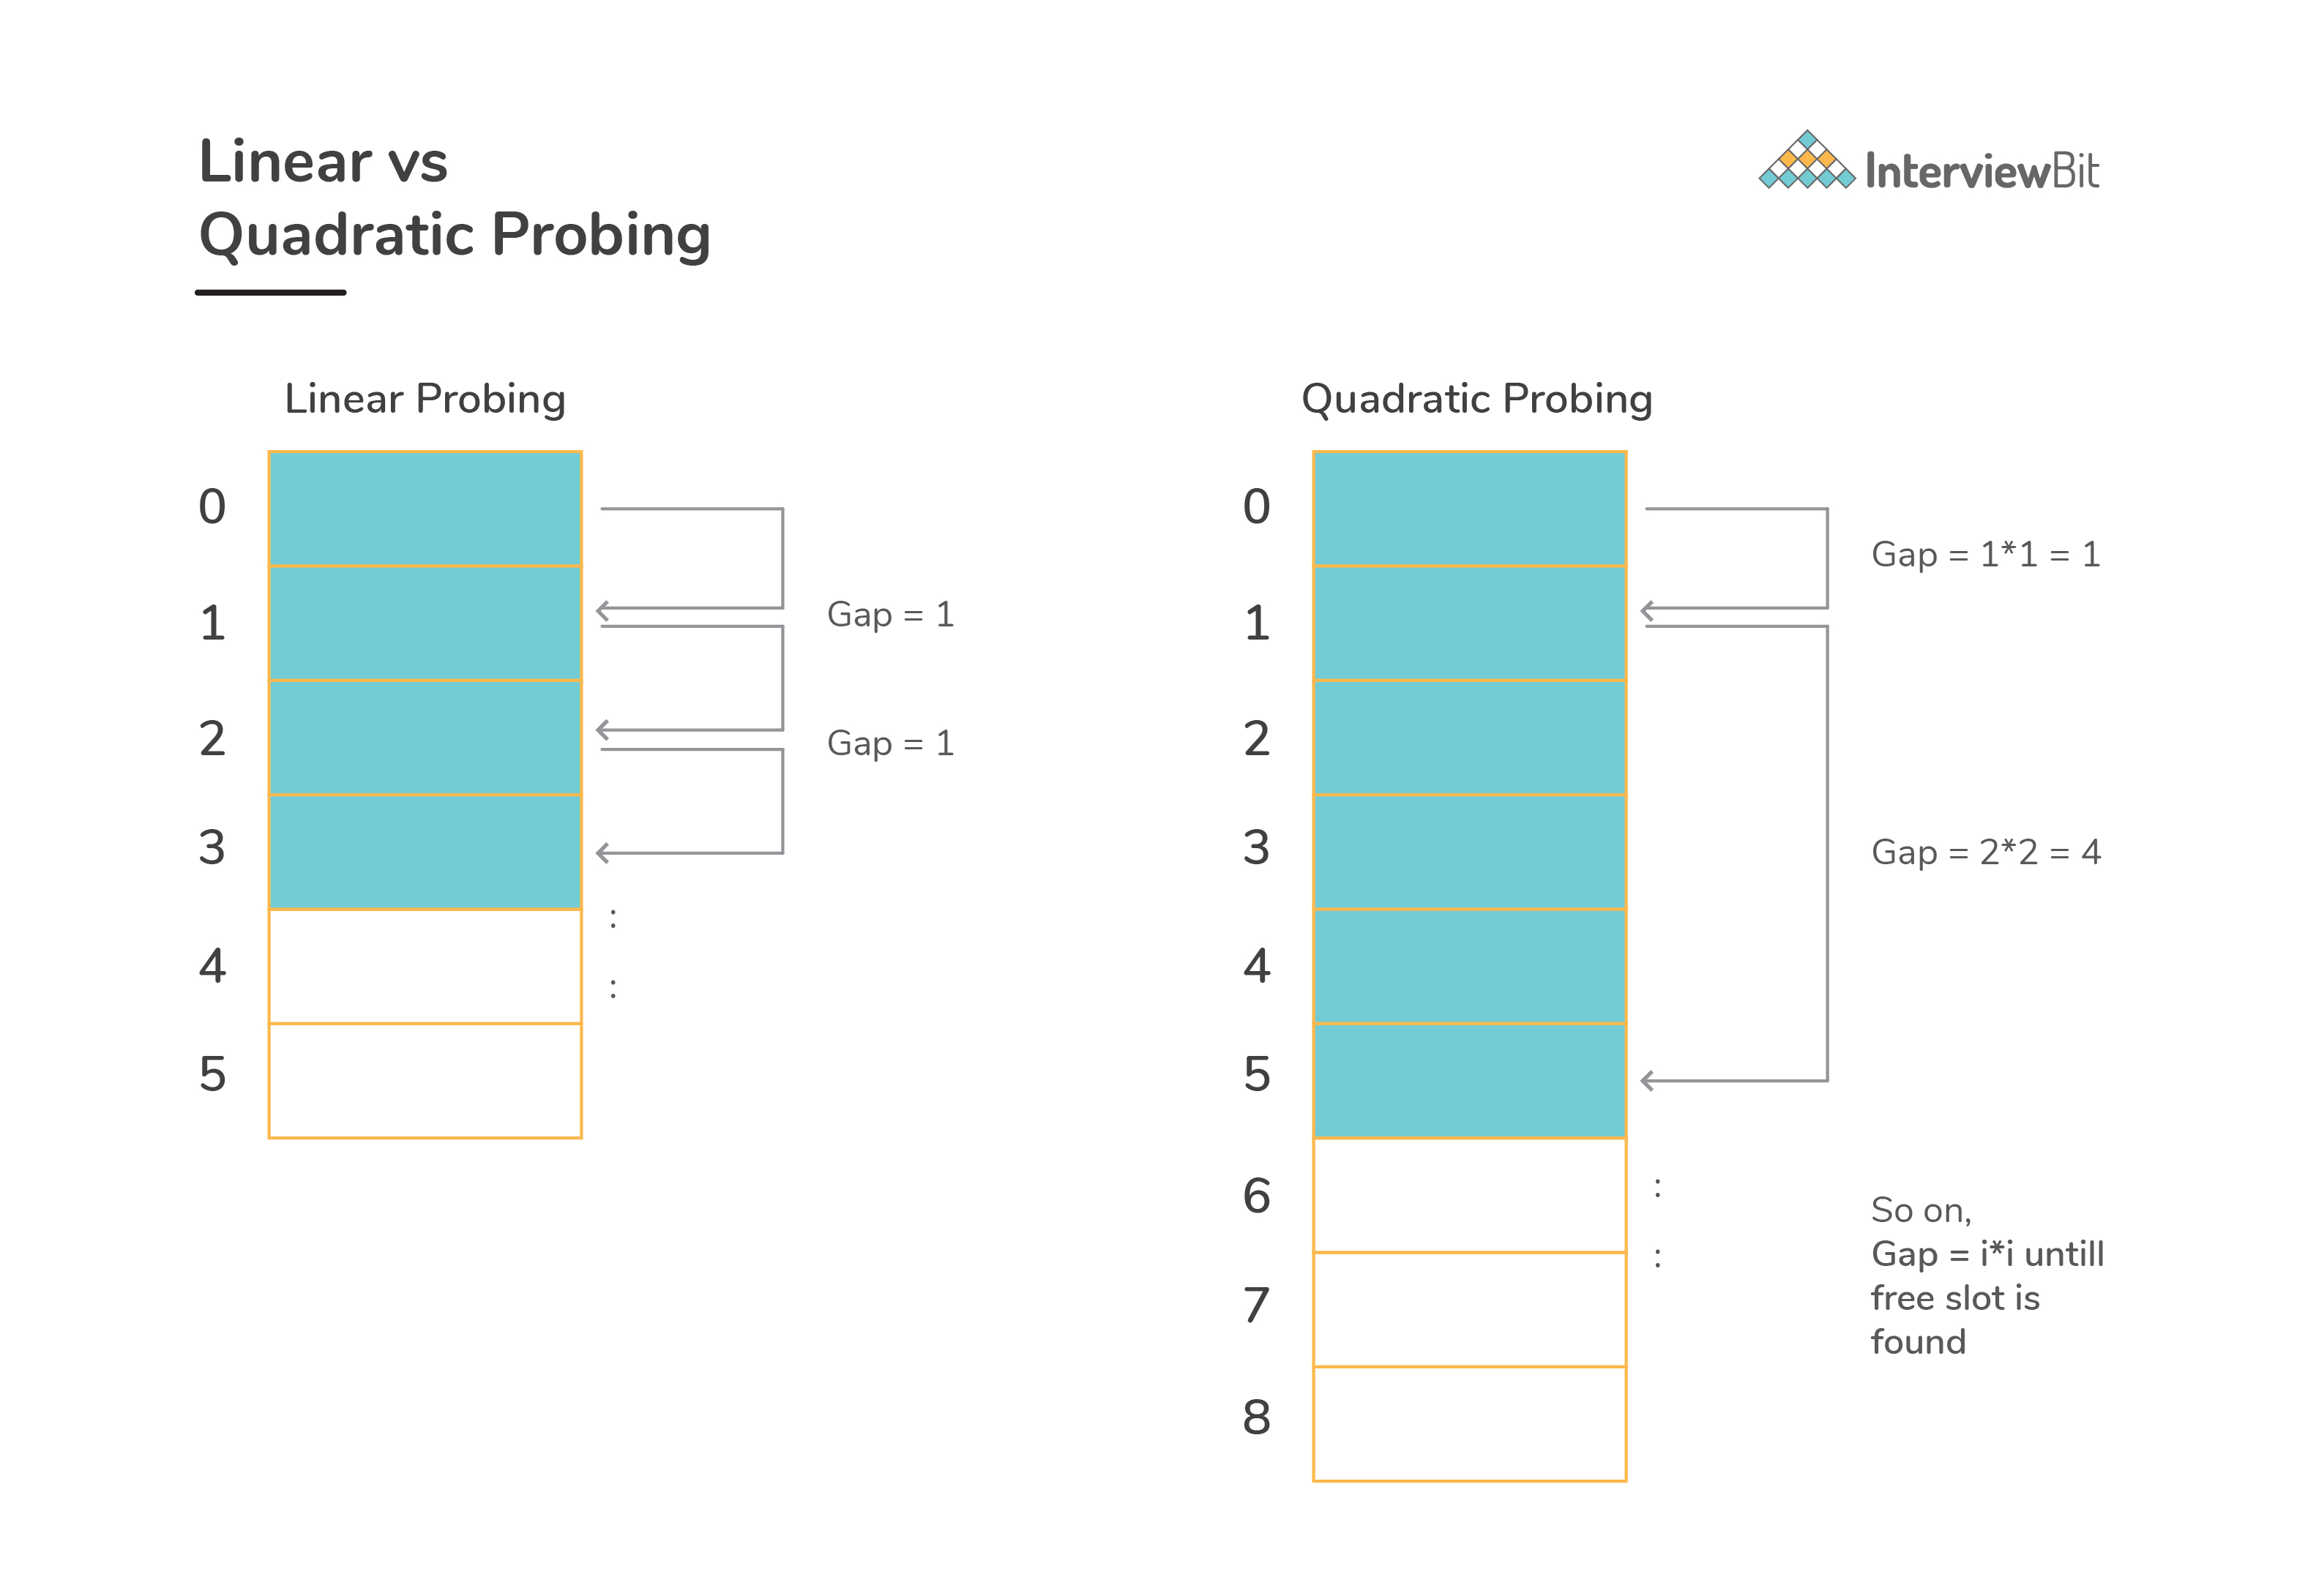 Linear vs
Quadratic Probing
InterviewBit
Linear Probing
0
1
2
3
4
5
Gap = 1
Gap = 1
:
:
Quadratic Probing
0
1
2
3
4
5
6
7
8
Gap = 1*1 = 1
Gap = 2*2 = 4
:
:
So on,
Gap = i*i untill
free slot is
found